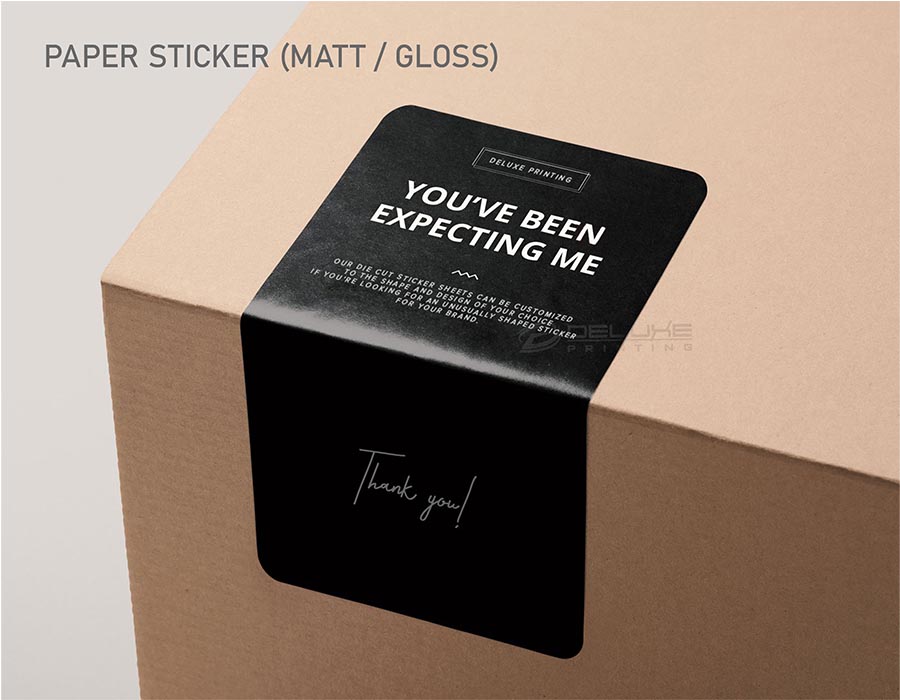 PAPER STICKER (MATT / GLOSS)
DELUXE PRINTING
YOU'VE BEEN
EXPECTING ME
OUR DIE CUT STICKER SHEETS CAN BE CUSTOMIZED
TO THE SHAPE AND DESIGN OF YOUR CHOICE
IF YOU'RE LOOKING FOR AN UNUSUALLY SHAPED STICKER
FOR YOUR BRAND.
DELUXE
PRINTING
Thank you!